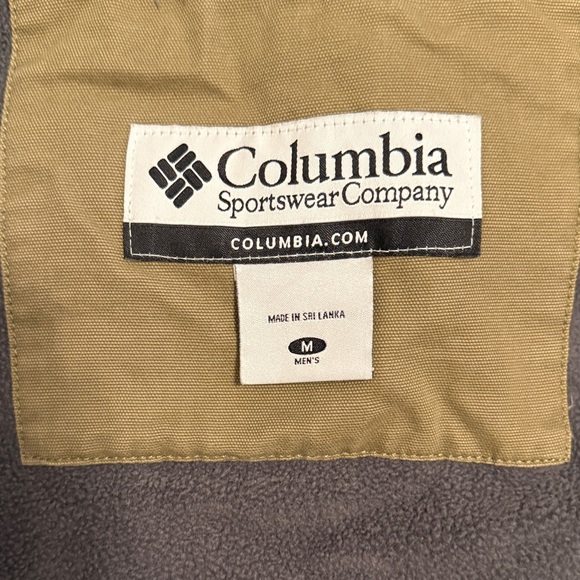 Columbia
Sportswear Company
COLUMBIA.COM
MADE IN SRI LANKA
M
MEN'S